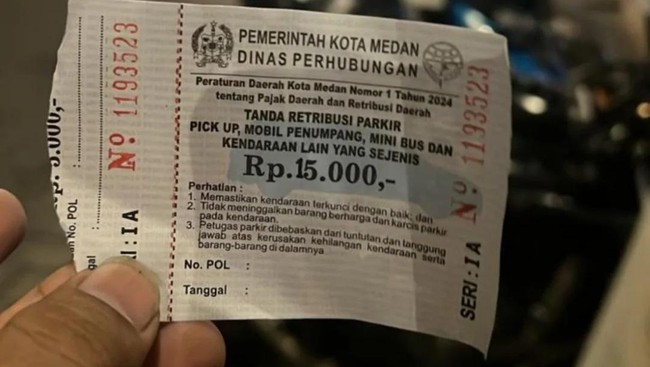 PEMERINTAH KOTA MEDAN
DINAS PERHUBUNGAN
Peraturan Daerah Kota Medan Nomor 1 Tahun 2024
tentang Pajak Daerah dan Retribusi Daerah
TANDA RETRIBUSI PARKIR
PICK UP, MOBIL PENUMPANG, MINI BUS DAN
KENDARAAN LAIN YANG SEJENIS
Rp.15.000,-
Perhatian :
1. Memastikan kendaraan terkunci dengan baik, dan
2. Tidak meninggalkan barang berharga dan karcis parkir
pada kendaraan.
3. Petugas parkir dibebaskan dari tuntutan dan tanggung
jawab atas kerusakan kehilangan kendaraan serta
barang-barang di dalamnya
No. POL :
Tanggal :
No 1193523
SERI : IA
No 1193523
: IA
5.000,-
No. POL